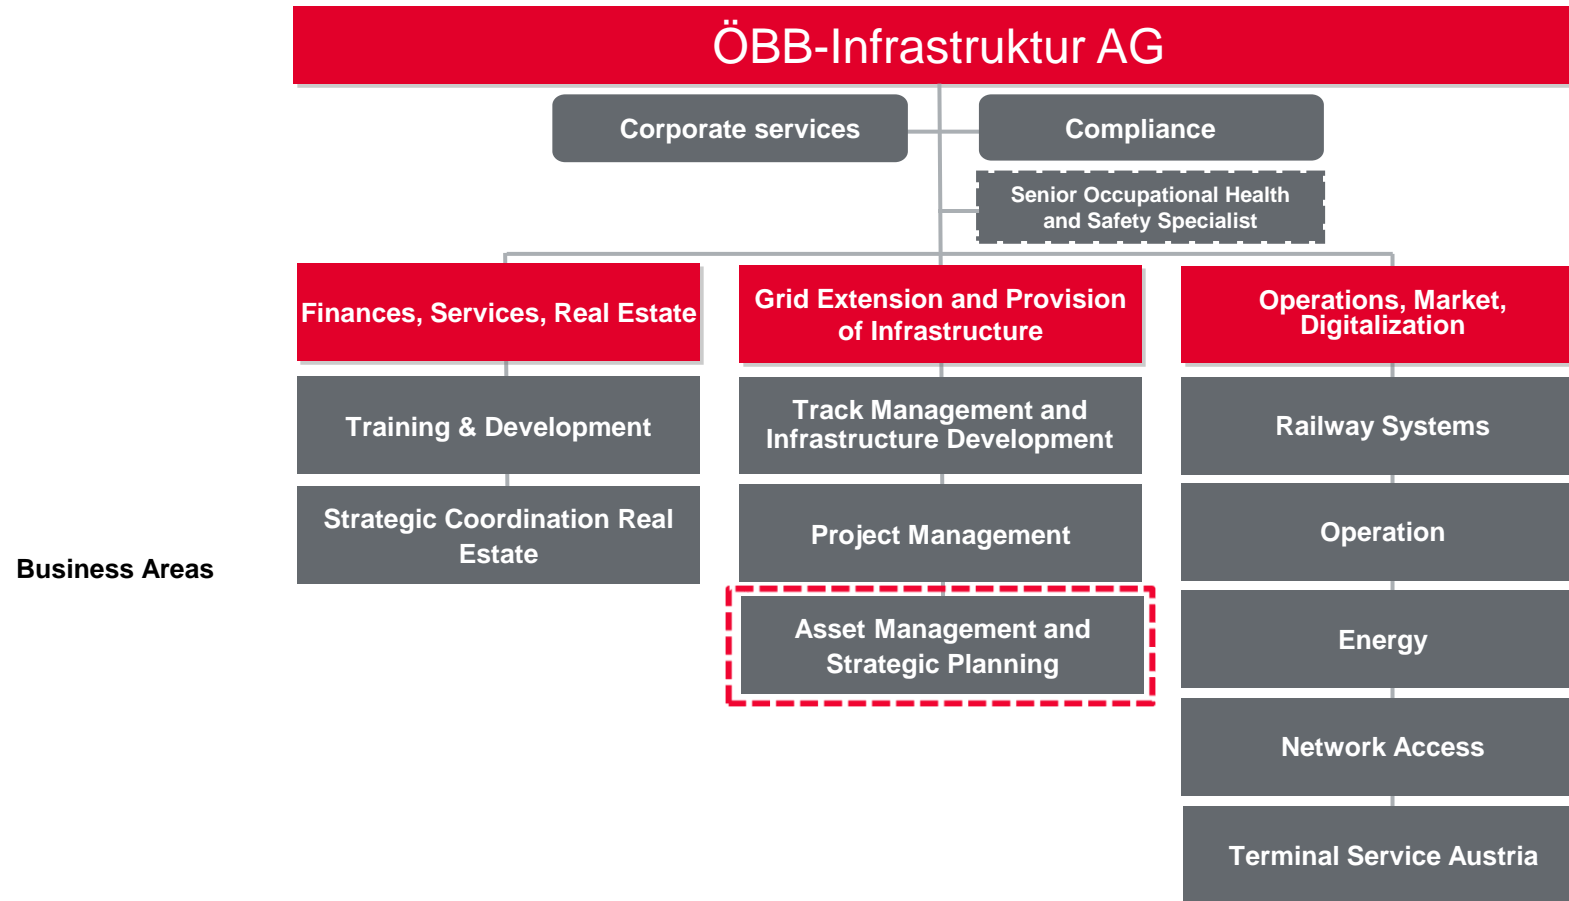 ÖBB-Infrastruktur AG
Corporate services
Compliance
Senior Occupational Health
and Safety Specialist
Finances, Services, Real Estate
Grid Extension and Provision
of Infrastructure
Operations, Market,
Digitalization
Business Areas
Training & Development
Strategic Coordination Real
Estate
Track Management and
Infrastructure Development
Project Management
Asset Management and
Strategic Planning
Railway Systems
Operation
Energy
Network Access
Terminal Service Austria